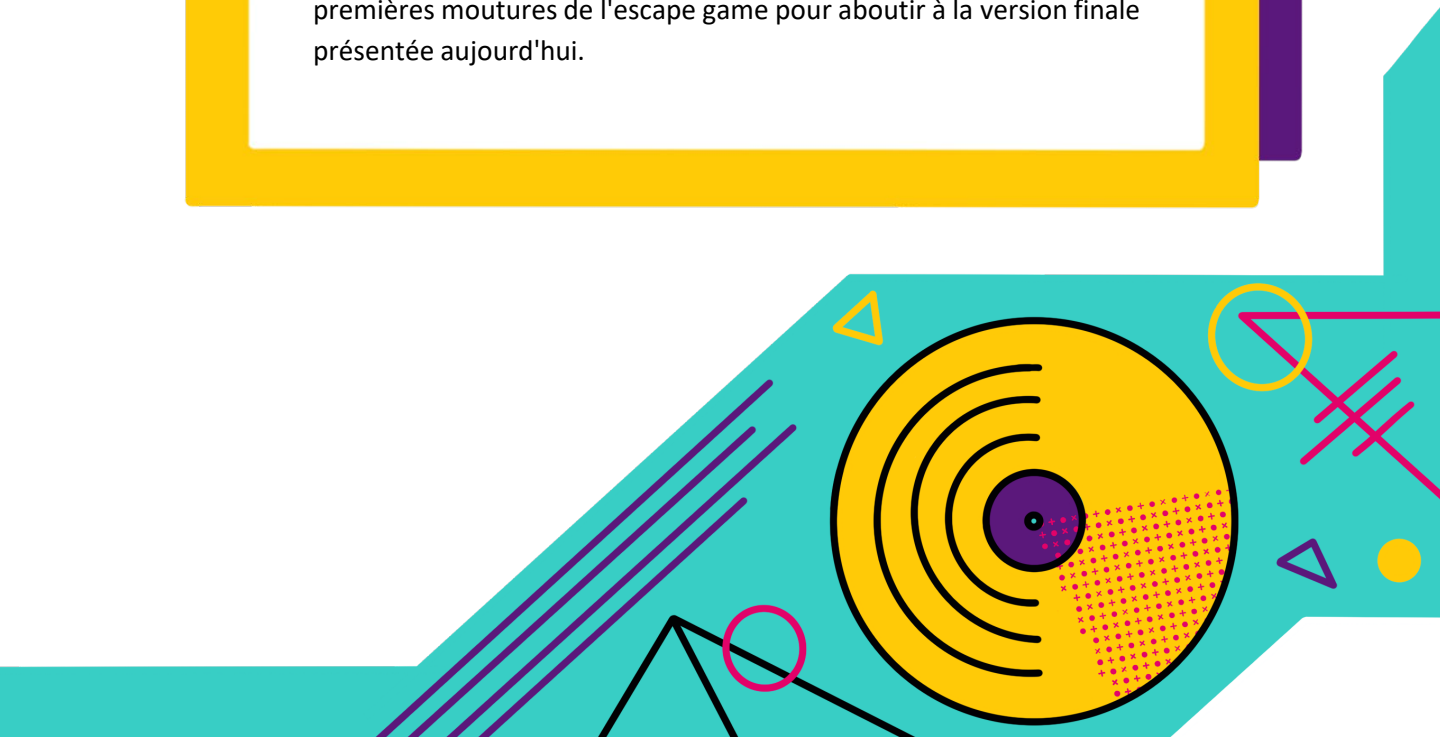 premières moutures de l'escape game pour aboutir à la version finale
présentée aujourd'hui.